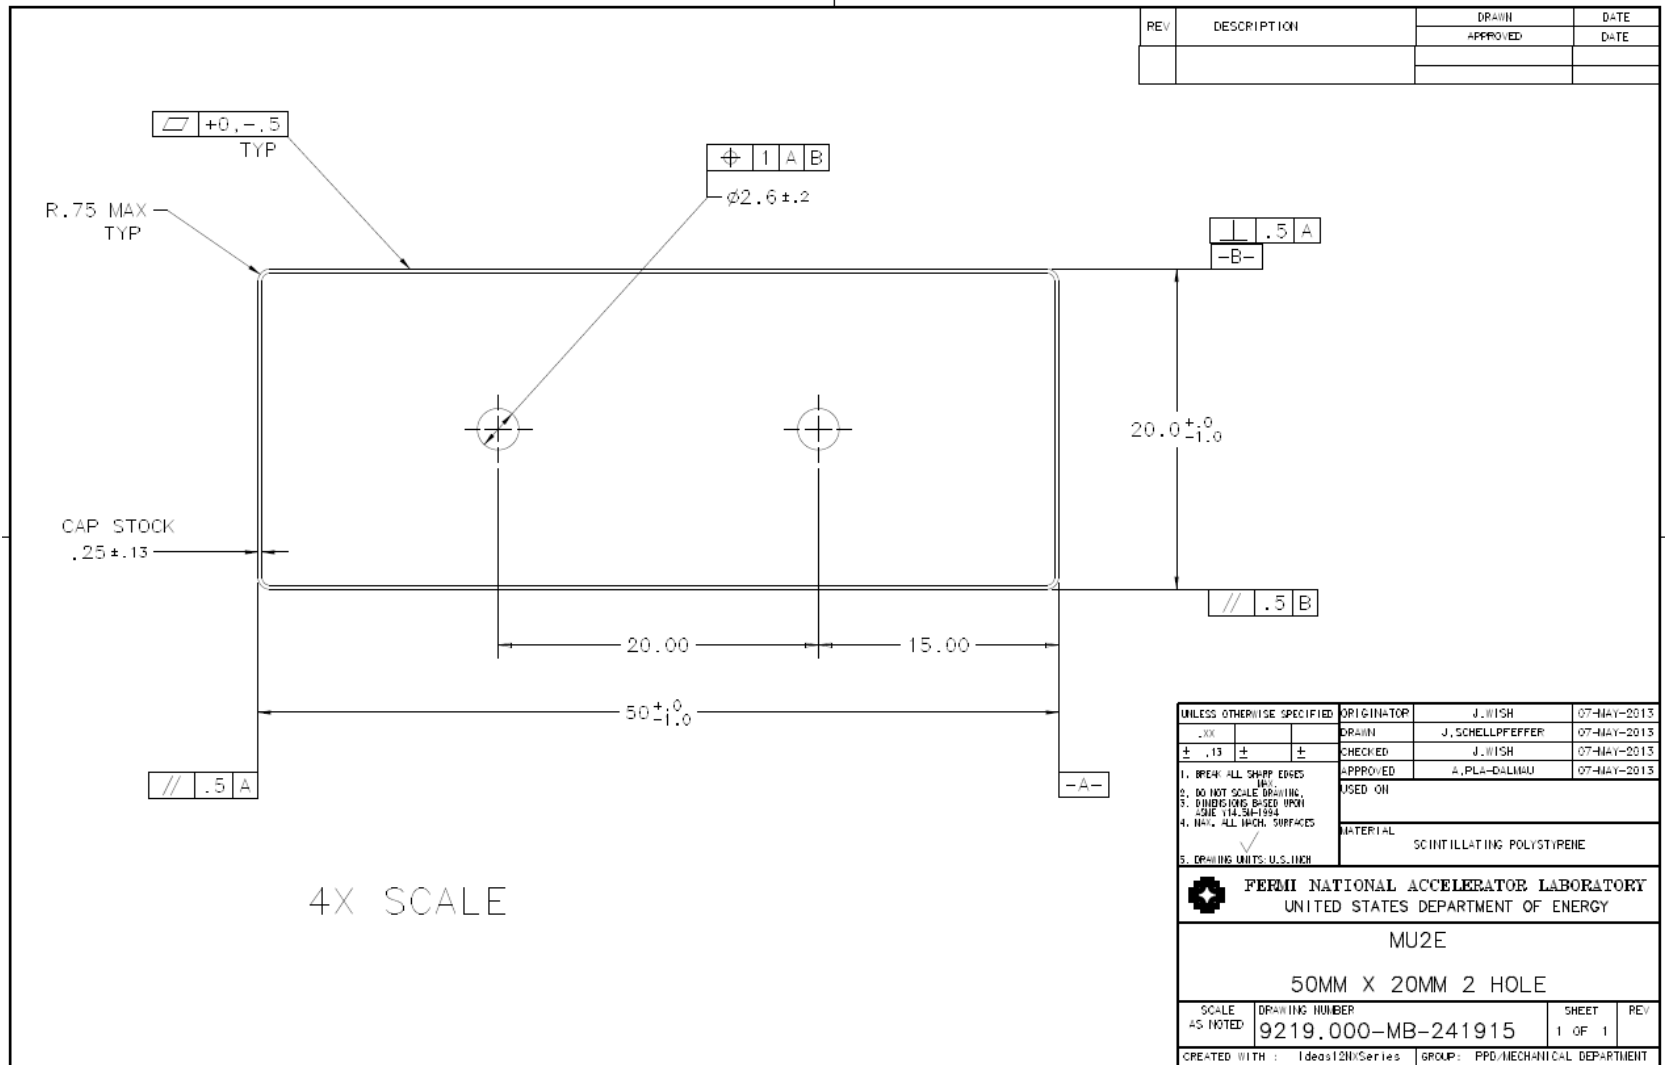 REV DESCRIPTION DRAWN DATE
APPROVED DATE
+0,-.5
TYP
⌖ 1 A B
Ø2.6±.2
R.75 MAX
TYP
⊥ .5 A
-B-
20.0 +.0 -1.0
CAP STOCK
.25±.13
// .5 B
20.00 15.00
50 +.0 -1.0
// .5 A
-A-
4X SCALE
UNLESS OTHERWISE SPECIFIED ORIGINATOR J.WISH 07-MAY-2013
.XX DRAWN J.SCHELLPFEFFER 07-MAY-2013
± .13 ± ± CHECKED J.WISH 07-MAY-2013
APPROVED A.PLA-DALMAU 07-MAY-2013
1. BREAK ALL SHARP EDGES
MAX.
2. DO NOT SCALE DRAWING.
3. DIMENSIONS BASED UPON
ASME Y14.5M-1994
4. MAX. ALL MACH. SURFACES
5. DRAWING UNITS: U.S.INCH
USED ON
MATERIAL
SCINTILLATING POLYSTYRENE
FERMI NATIONAL ACCELERATOR LABORATORY
UNITED STATES DEPARTMENT OF ENERGY
MU2E
50MM X 20MM 2 HOLE
SCALE DRAWING NUMBER SHEET REV
AS NOTED 9219.000-MB-241915 1 OF 1
CREATED WITH : Ideas12NXSeries GROUP: PPD/MECHANICAL DEPARTMENT